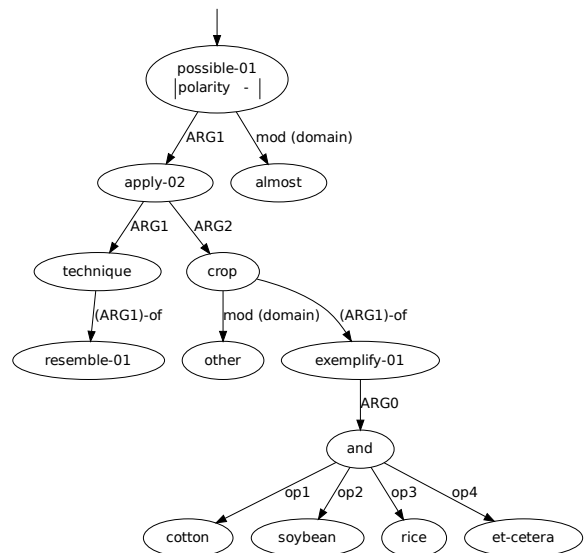 possible-01
polarity -
ARG1 mod (domain)
apply-02 almost
ARG1 ARG2
technique crop
(ARG1)-of mod (domain) (ARG1)-of
resemble-01 other exemplify-01
ARG0
and
op1 op2 op3 op4
cotton soybean rice et-cetera